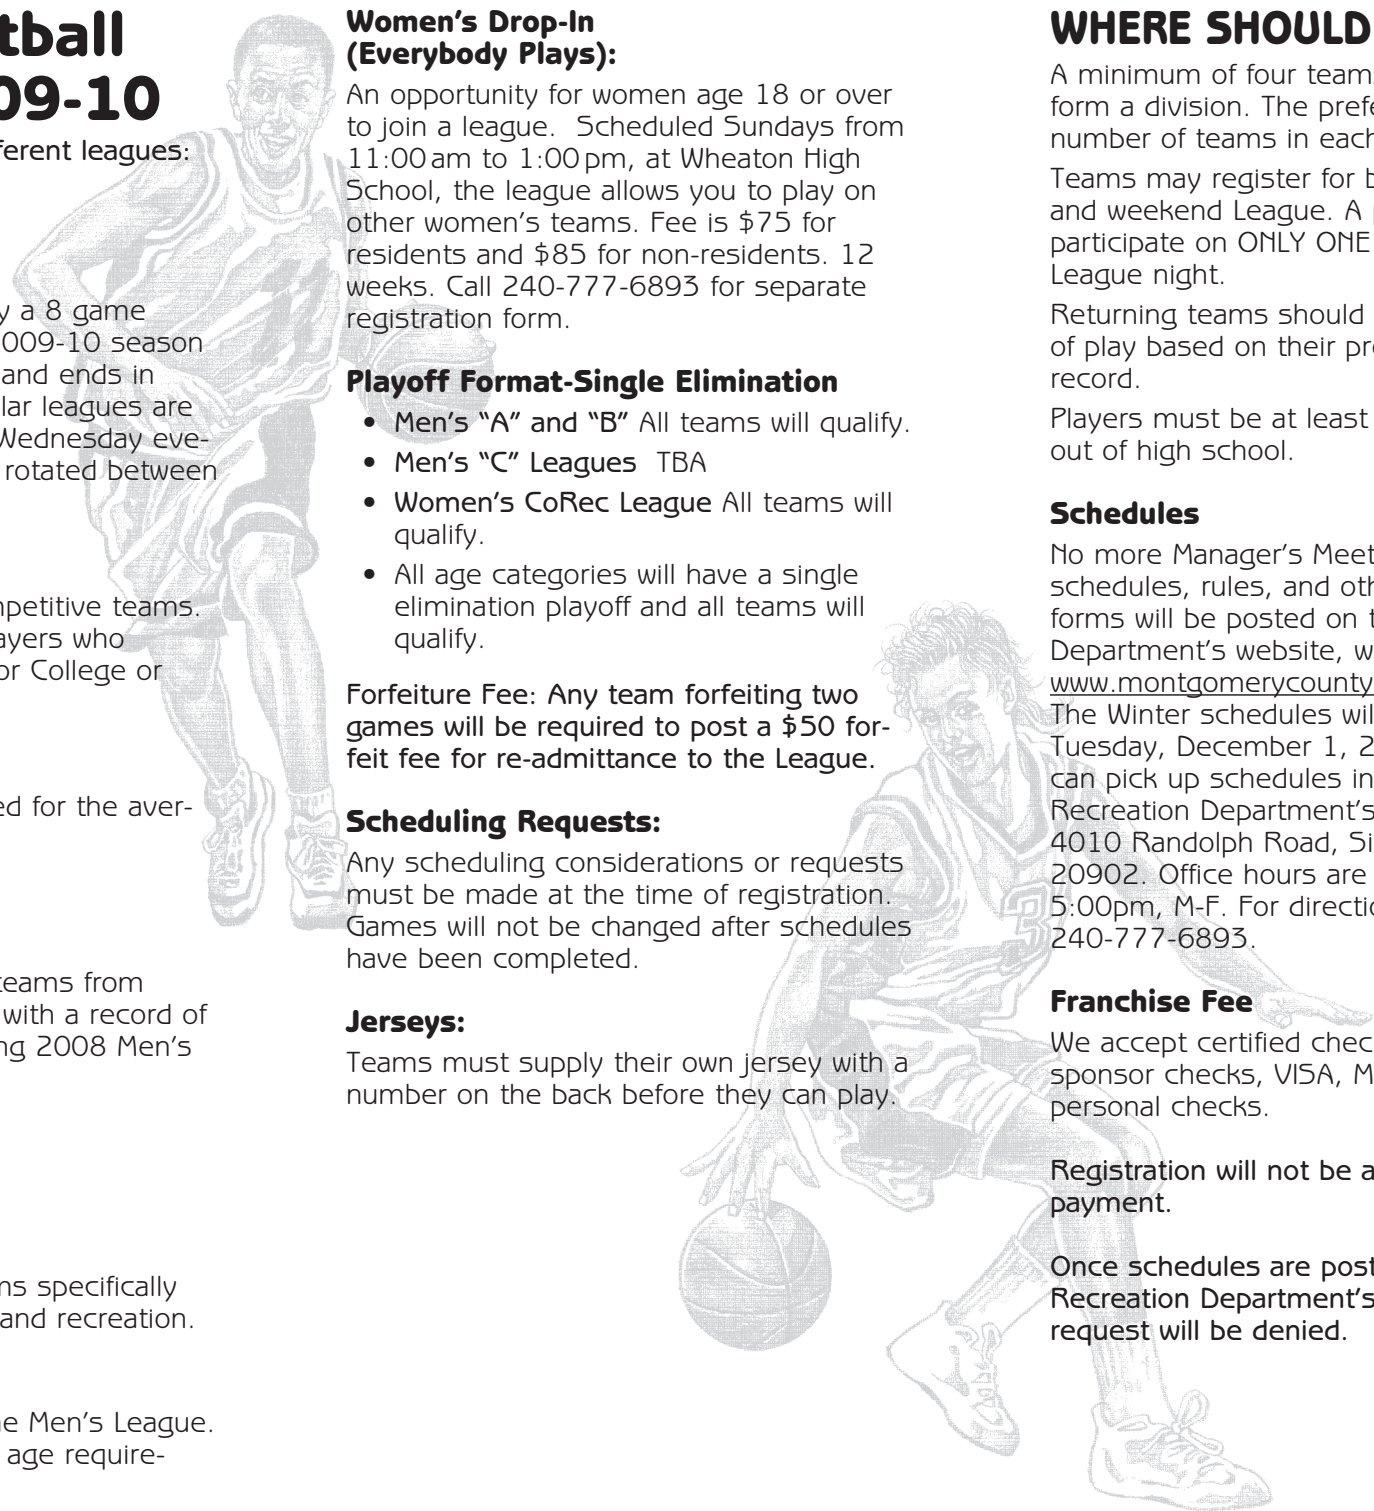 tball
09-10
ferent leagues:
y a 8 game
009-10 season
and ends in
lar leagues are
Wednesday eve-
rotated between
mpetitive teams.
ayers who
or College or
ed for the aver-
teams from
with a record of
ng 2008 Men's
ms specifically
and recreation.
he Men's League.
age require-
Women's Drop-In
(Everybody Plays):
An opportunity for women age 18 or over
to join a league. Scheduled Sundays from
11:00 am to 1:00 pm, at Wheaton High
School, the league allows you to play on
other women's teams. Fee is $75 for
residents and $85 for non-residents. 12
weeks. Call 240-777-6893 for separate
registration form.
Playoff Format-Single Elimination
• Men's "A" and "B" All teams will qualify.
• Men's "C" Leagues TBA
• Women's CoRec League All teams will
qualify.
• All age categories will have a single
elimination playoff and all teams will
qualify.
Forfeiture Fee: Any team forfeiting two
games will be required to post a $50 for-
feit fee for re-admittance to the League.
Scheduling Requests:
Any scheduling considerations or requests
must be made at the time of registration.
Games will not be changed after schedules
have been completed.
Jerseys:
Teams must supply their own jersey with a
number on the back before they can play.
WHERE SHOULD
A minimum of four teams
form a division. The prefe
number of teams in each
Teams may register for b
and weekend League. A p
participate on ONLY ONE
League night.
Returning teams should
of play based on their pre
record.
Players must be at least
out of high school.
Schedules
No more Manager's Meet
schedules, rules, and oth
forms will be posted on t
Department's website, w
www.montgomerycounty
The Winter schedules wil
Tuesday, December 1, 2
can pick up schedules in
Recreation Department's
4010 Randolph Road, Si
20902. Office hours are
5:00pm, M-F. For directio
240-777-6893.
Franchise Fee
We accept certified chec
sponsor checks, VISA, M
personal checks.
Registration will not be a
payment.
Once schedules are post
Recreation Department's
request will be denied.
3